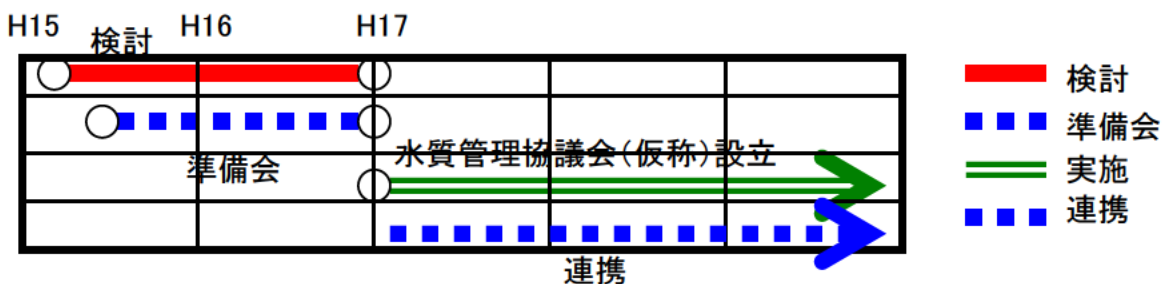 H15
H16
H17
検討
準備会
水質管理協議会(仮称)設立
連携
検討
準備会
実施
連携